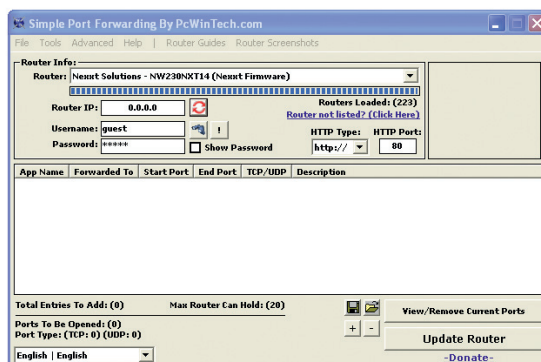 Simple Port Forwarding By PcWinTech.com
File Tools Advanced Help | Router Guides Router Screenshots
Router Info:
Router: Nexxt Solutions - NW230NXT14 (Nexxt Firmware)
Router IP: 0.0.0.0
Routers Loaded: (223)
Router not listed? (Click Here)
Username: guest
!
HTTP Type: HTTP Port:
Password: *****
Show Password
http:// 80
App Name Forwarded To Start Port End Port TCP/UDP Description
Total Entries To Add: (0) Max Router Can Hold: (20)
Ports To Be Opened: (0)
Port Type: (TCP: 0) (UDP: 0)
+ -
View/Remove Current Ports
Update Router
English | English
-Donate-